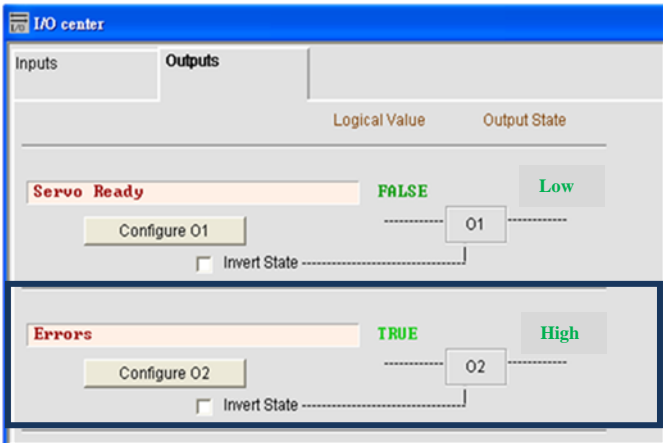 I/O I/O center
Inputs Outputs
Logical Value Output State
Servo Ready FALSE Low
Configure O1 O1
Invert State
Errors TRUE High
Configure O2 O2
Invert State